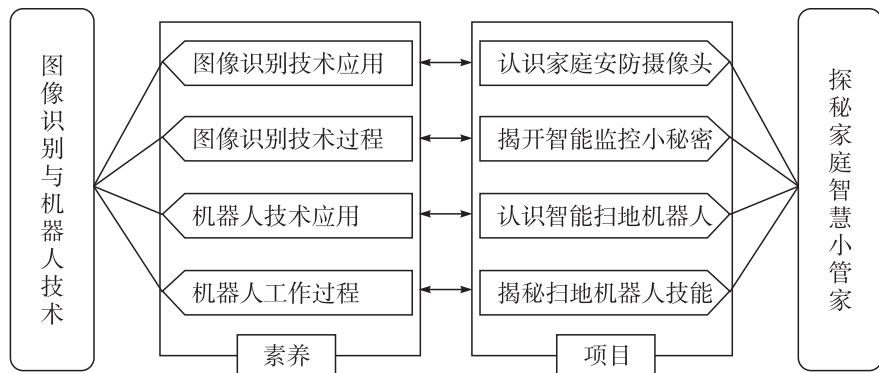 图像识别与机器人技术
图像识别技术应用
图像识别技术过程
机器人技术应用
机器人工作过程
素养
认识家庭安防摄像头
揭开智能监控小秘密
认识智能扫地机器人
揭秘扫地机器人技能
项目
探秘家庭智慧小管家